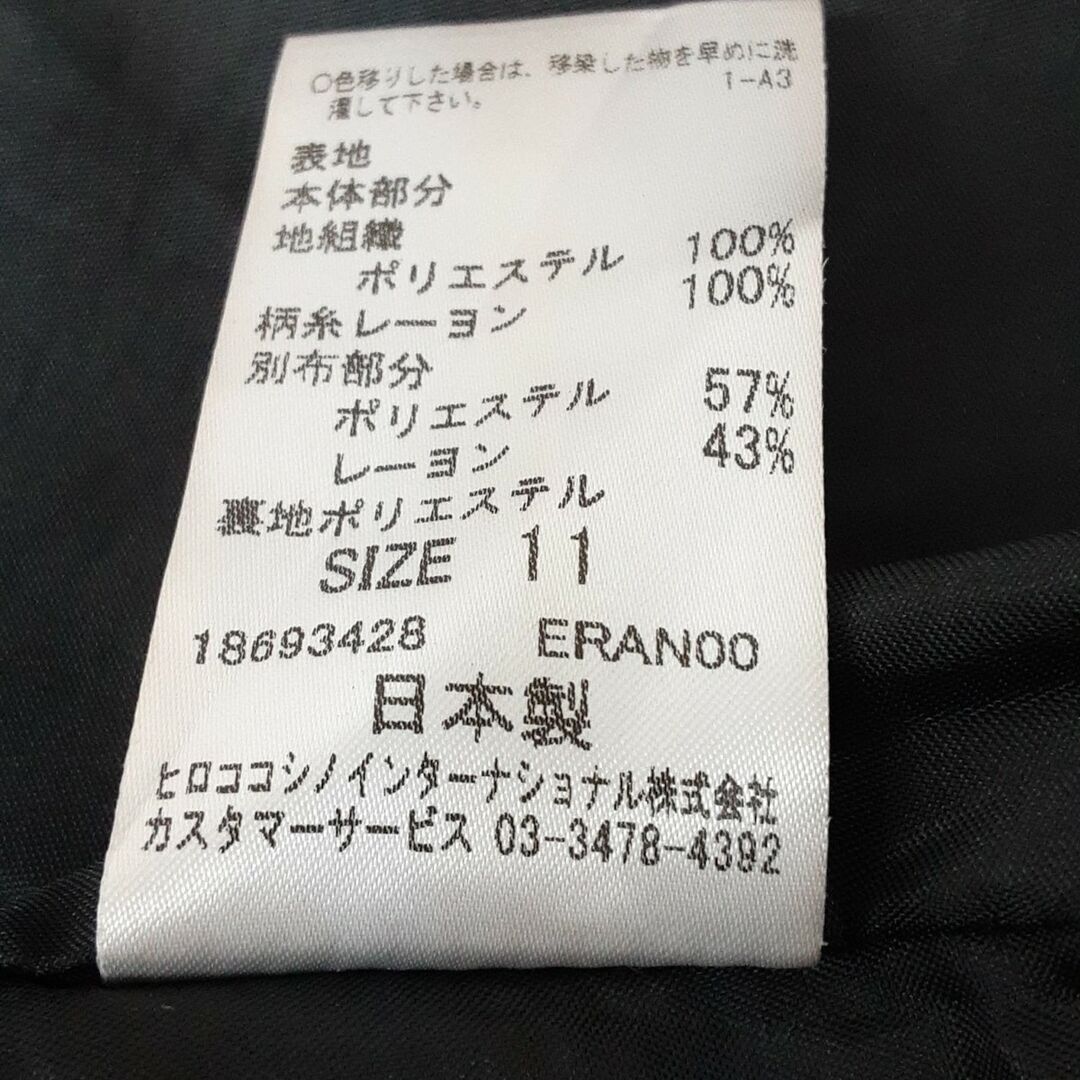 ○色移りした場合は、移染した物を早めに洗
濯して下さい。 1-A3
表地
本体部分
地組織
ポリエステル 100%
柄糸レーヨン 100%
別布部分
ポリエステル 57%
レーヨン 43%
裏地ポリエステル
SIZE 11
18693428 ERAN00
日本製
ヒロココシノインターナショナル株式会社
カスタマーサービス 03-3478-4392